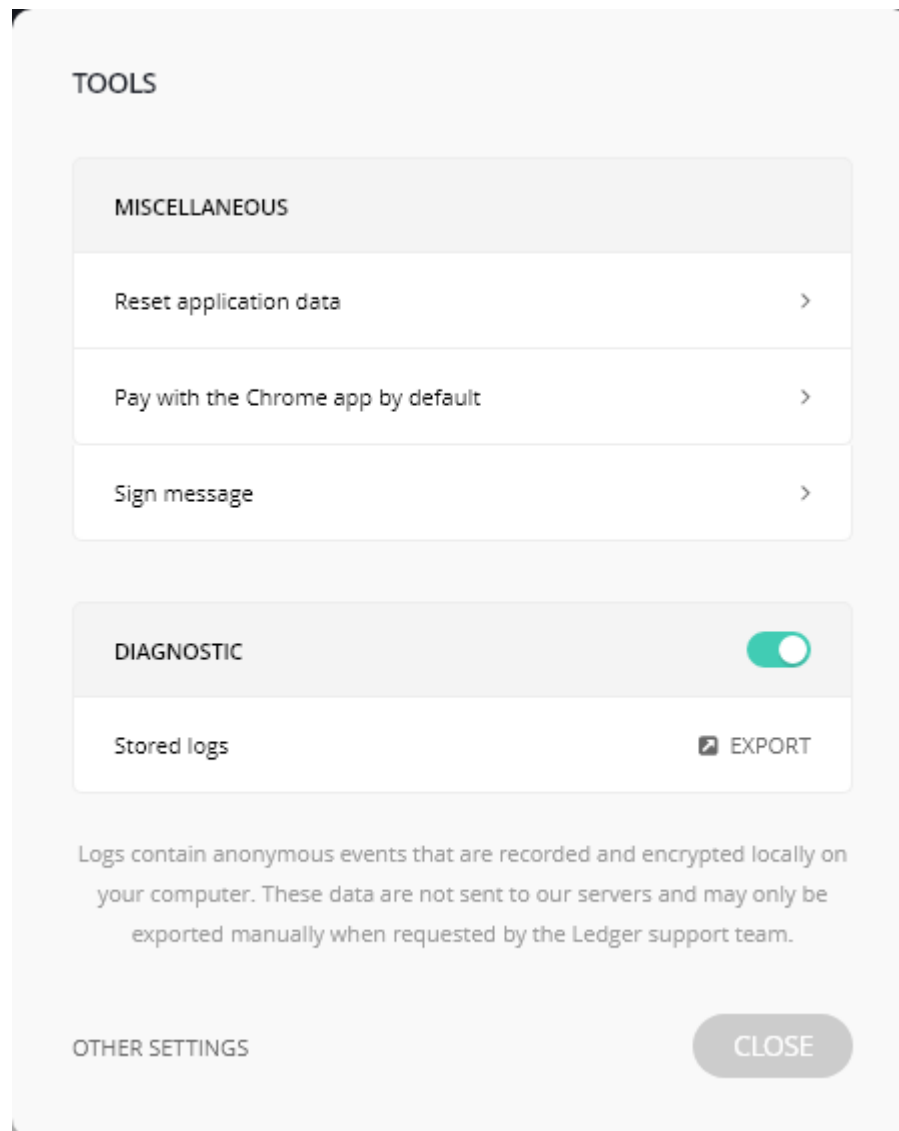 TOOLS
MISCELLANEOUS
Reset application data
Pay with the Chrome app by default
Sign message
DIAGNOSTIC
Stored logs EXPORT
Logs contain anonymous events that are recorded and encrypted locally on
your computer. These data are not sent to our servers and may only be
exported manually when requested by the Ledger support team.
OTHER SETTINGS CLOSE